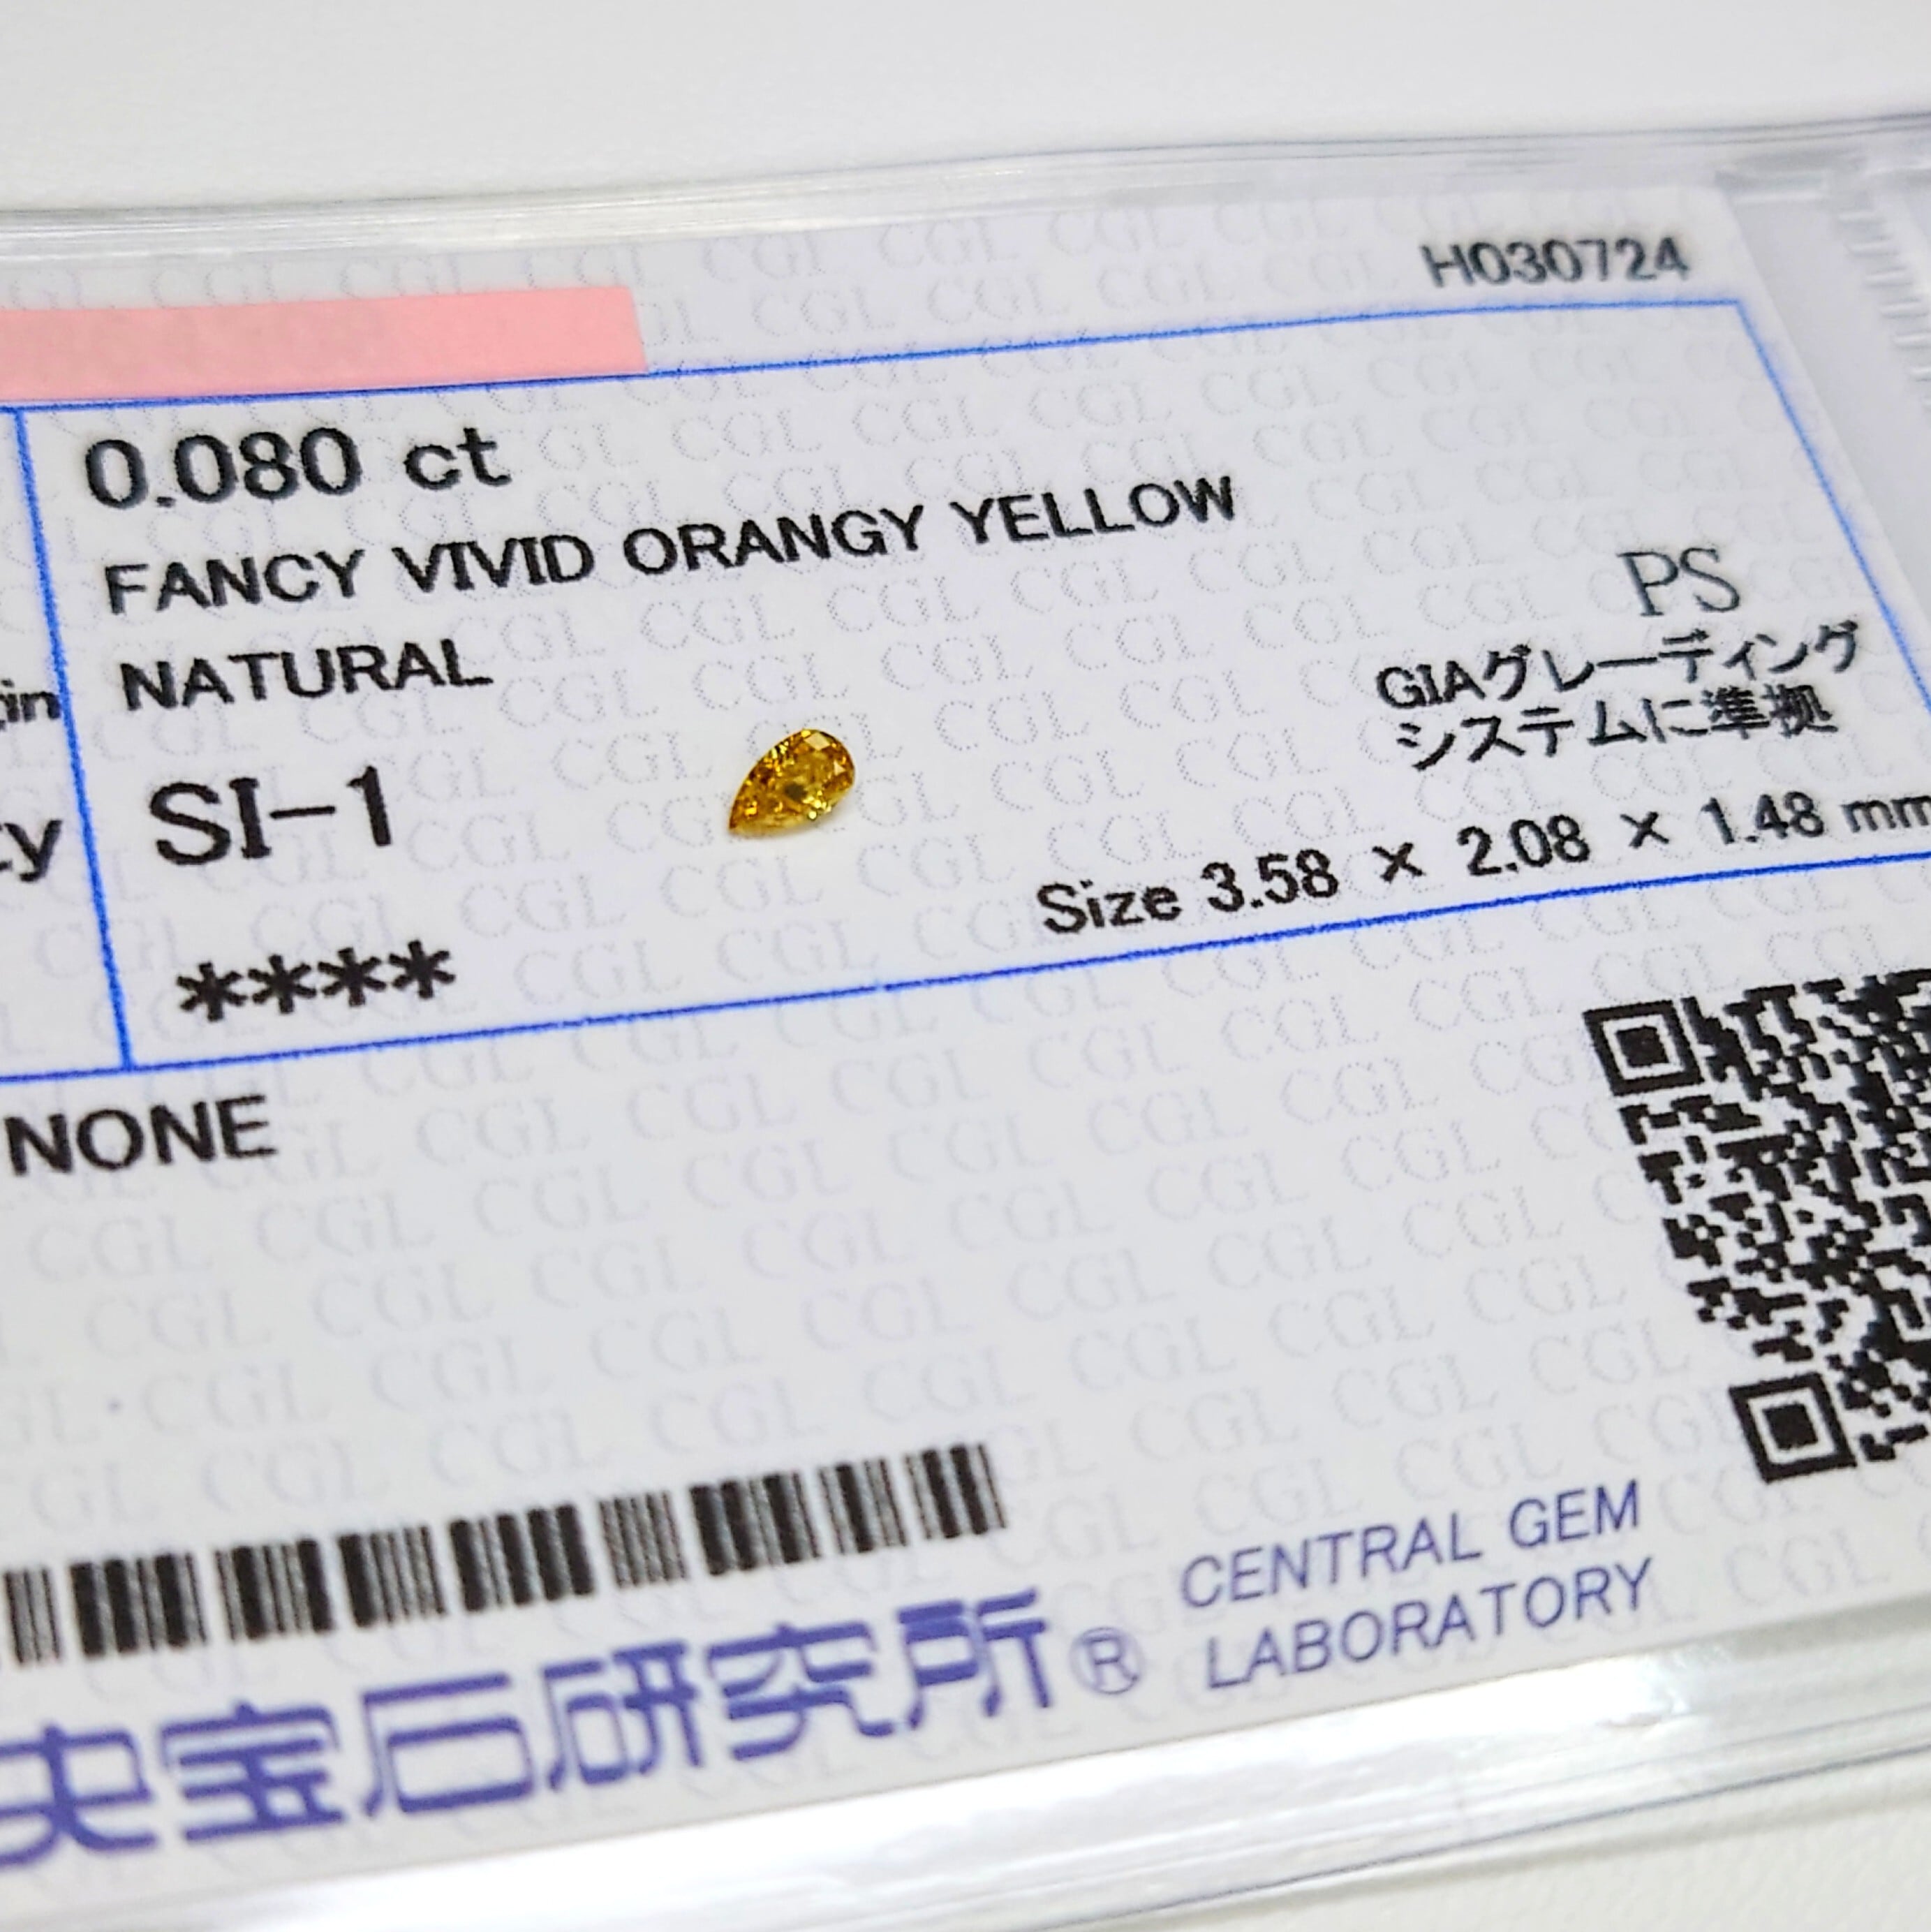 H030724
0.080 ct
FANCY VIVID ORANGY YELLOW
NATURAL
PS
GIAグレーディング
システムに準拠
SI-1
Size 3.58 × 2.08 × 1.48 mm
****
NONE
央宝石研究所®
CENTRAL GEM
LABORATORY